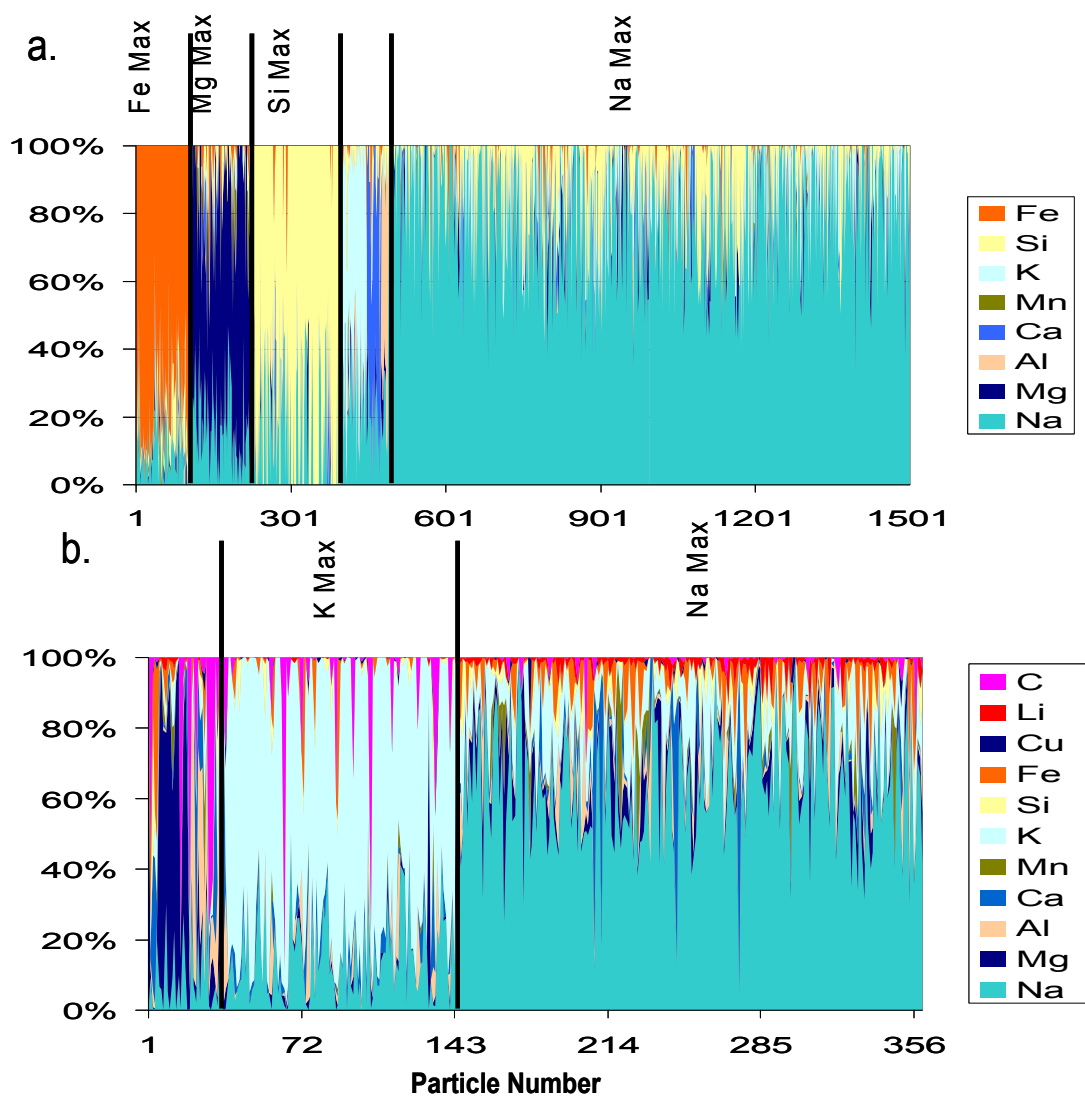 a.
Fe Max
Mg Max
Si Max
Na Max
100%
80%
60%
40%
20%
0%
1
301
601
901
1201
1501
Fe
Si
K
Mn
Ca
Al
Mg
Na
b.
K Max
Na Max
100%
80%
60%
40%
20%
0%
1
72
143
214
285
356
Particle Number
C
Li
Cu
Fe
Si
K
Mn
Ca
Al
Mg
Na